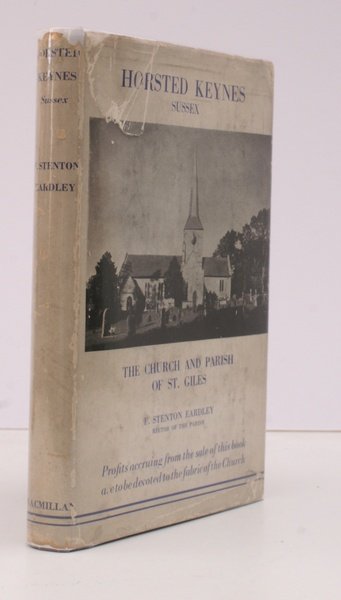 HORSTED
KEYNES
Sussex
F. STENTON
EARDLEY
MACMILLAN
HORSTED KEYNES
SUSSEX
THE CHURCH AND PARISH
OF ST. GILES
F. STENTON EARDLEY
RECTOR OF THE PARISH
Profits accruing from the sale of this book
are to be devoted to the fabric of the Church